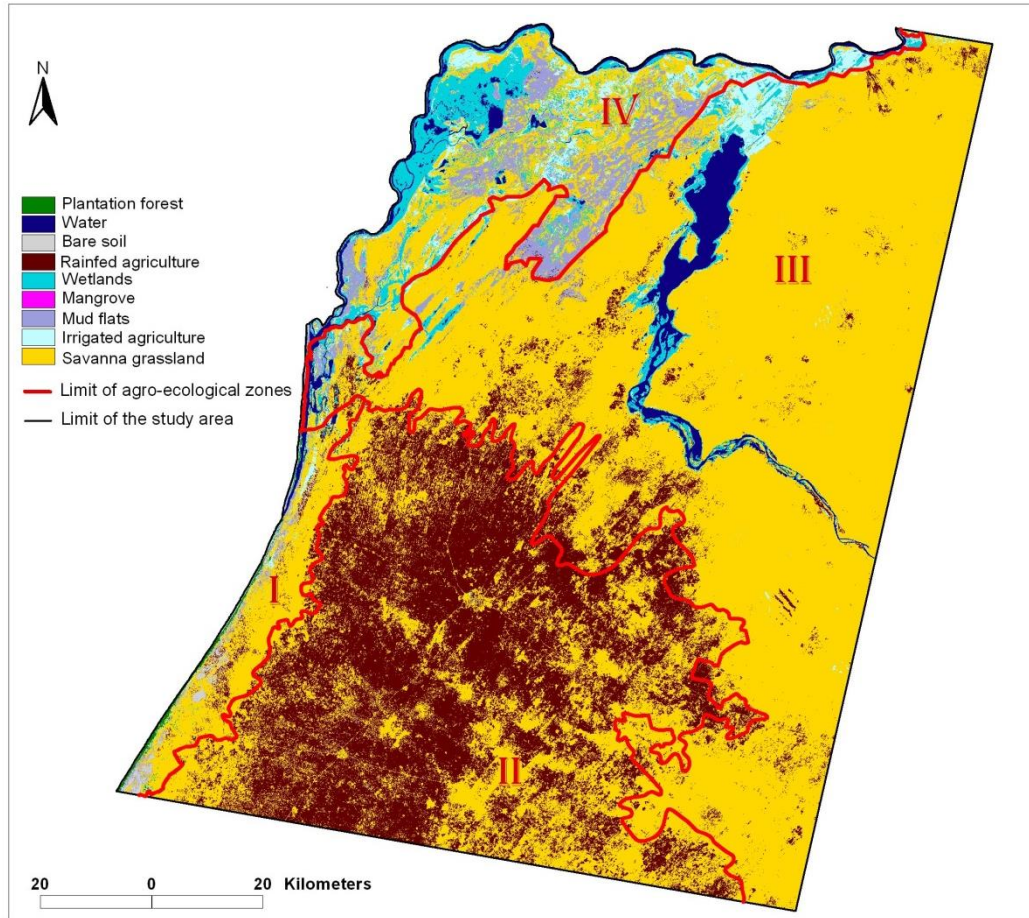 N
IV
III
Plantation forest
Water
Bare soil
Rainfed agriculture
Wetlands
Mangrove
Mud flats
Irrigated agriculture
Savanna grassland
Limit of agro-ecological zones
Limit of the study area
I
II
20 0 20 Kilometers